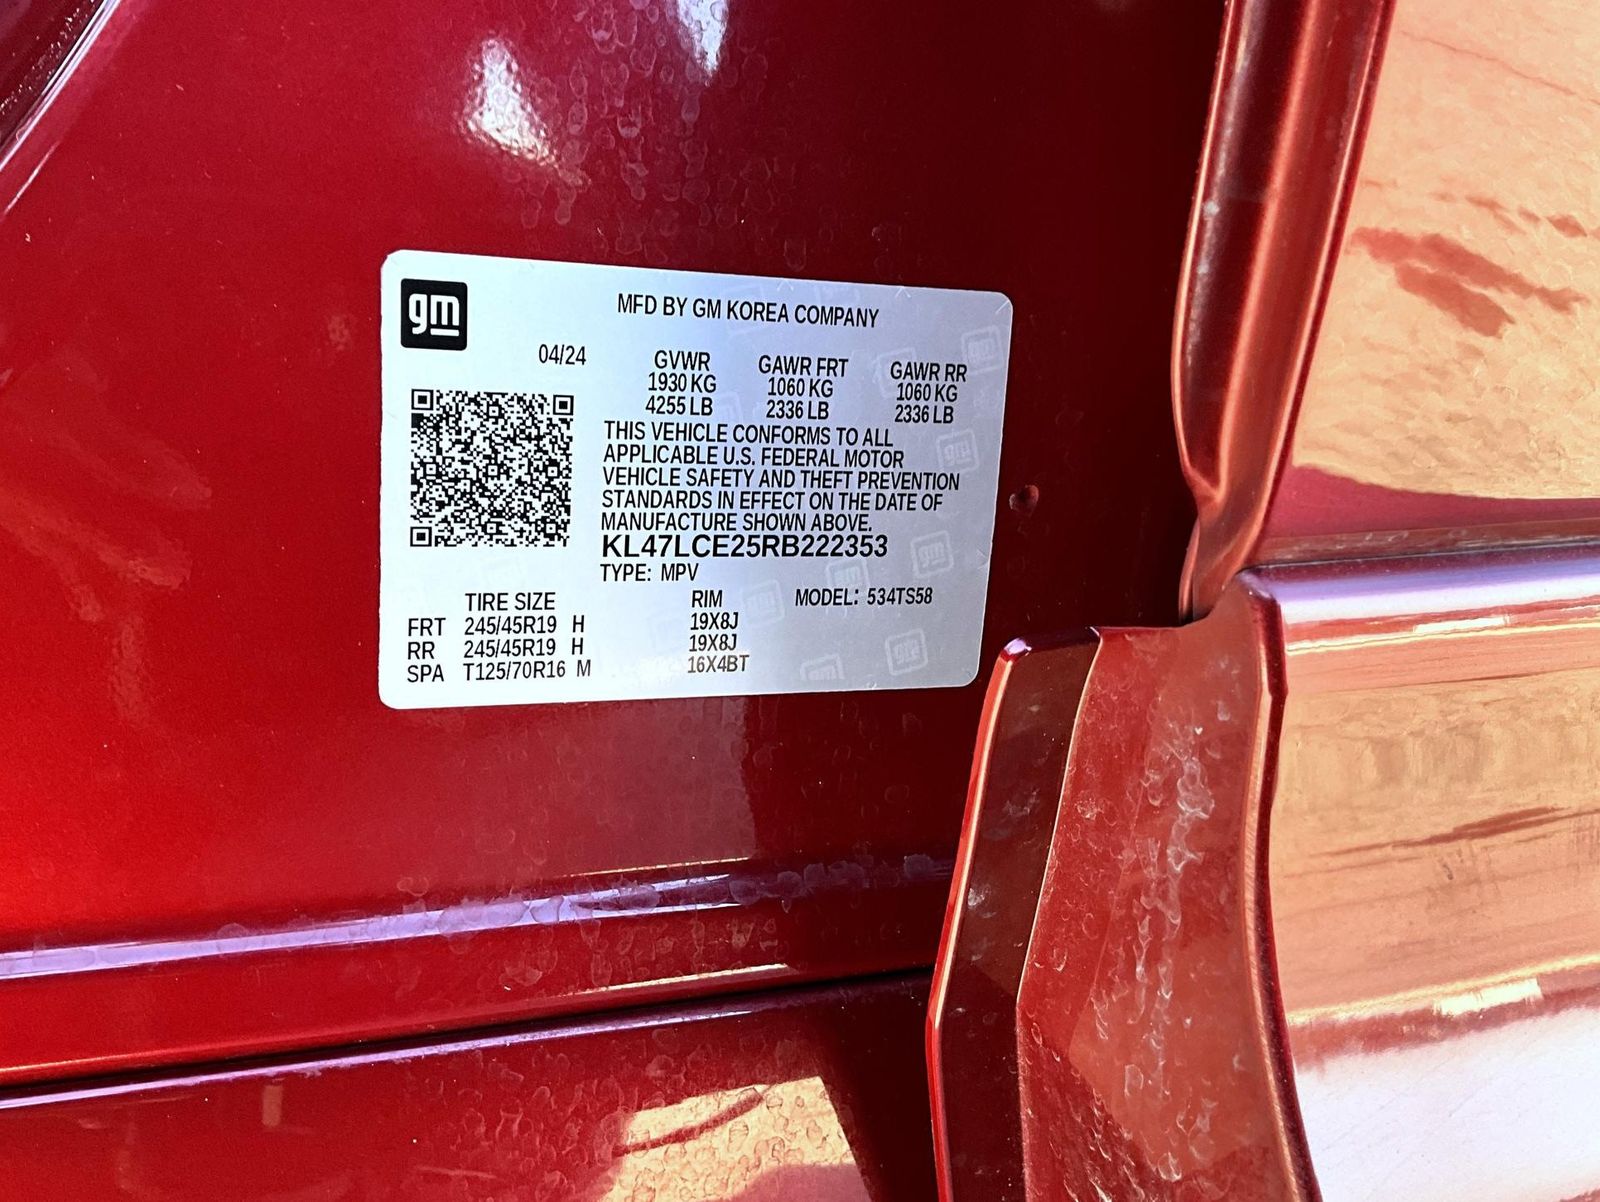 gm
MFD BY GM KOREA COMPANY
04/24
GVWR GAWR FRT GAWR RR
1930 KG 1060 KG 1060 KG
4255 LB 2336 LB 2336 LB
THIS VEHICLE CONFORMS TO ALL
APPLICABLE U.S. FEDERAL MOTOR
VEHICLE SAFETY AND THEFT PREVENTION
STANDARDS IN EFFECT ON THE DATE OF
MANUFACTURE SHOWN ABOVE.
KL47LCE25RB222353
TYPE: MPV
TIRE SIZE RIM MODEL: 534TS58
FRT 245/45R19 H 19X8J
RR 245/45R19 H 19X8J
SPA T125/70R16 M 16X4BT